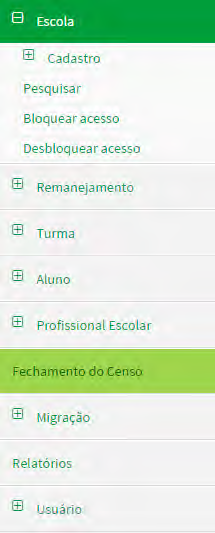 Escola
Cadastro
Pesquisar
Bloquear acesso
Desbloquear acesso
Remanejamento
Turma
Aluno
Profissional Escolar
Fechamento do Censo
Migração
Relatórios
Usuário